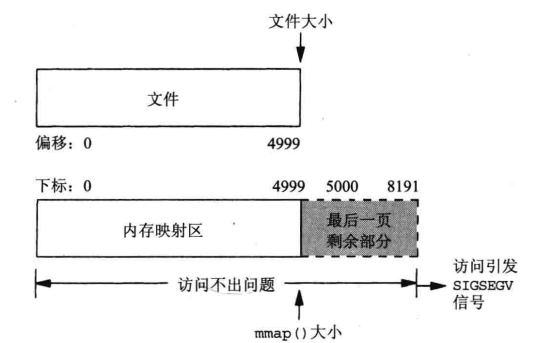 文件大小
文件
偏移：0 4999
下标：0 4999 5000 8191
内存映射区
最后一页
剩余部分
访问不出问题
访问引发
SIGSEGV
信号
mmap()大小